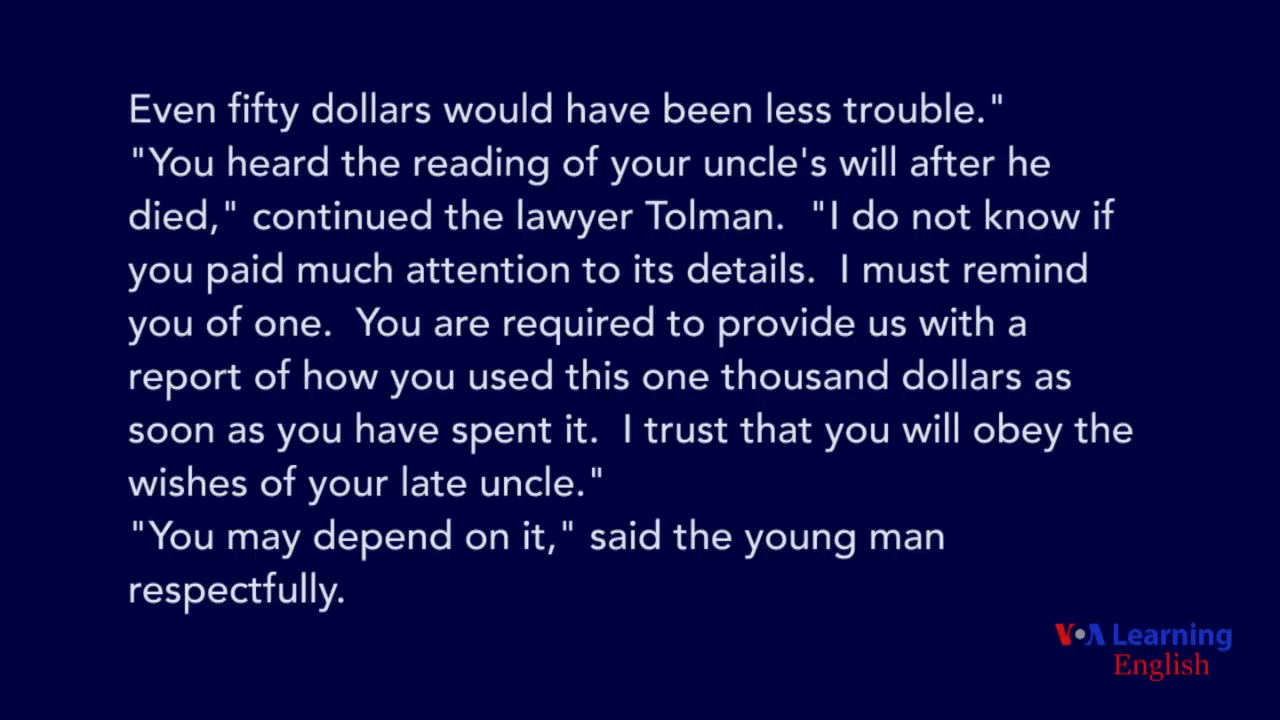 Even fifty dollars would have been less trouble."
"You heard the reading of your uncle's will after he
died," continued the lawyer Tolman.  "I do not know if
you paid much attention to its details.  I must remind
you of one.  You are required to provide us with a
report of how you used this one thousand dollars as
soon as you have spent it.  I trust that you will obey the
wishes of your late uncle."
"You may depend on it," said the young man
respectfully.
VOA Learning
English